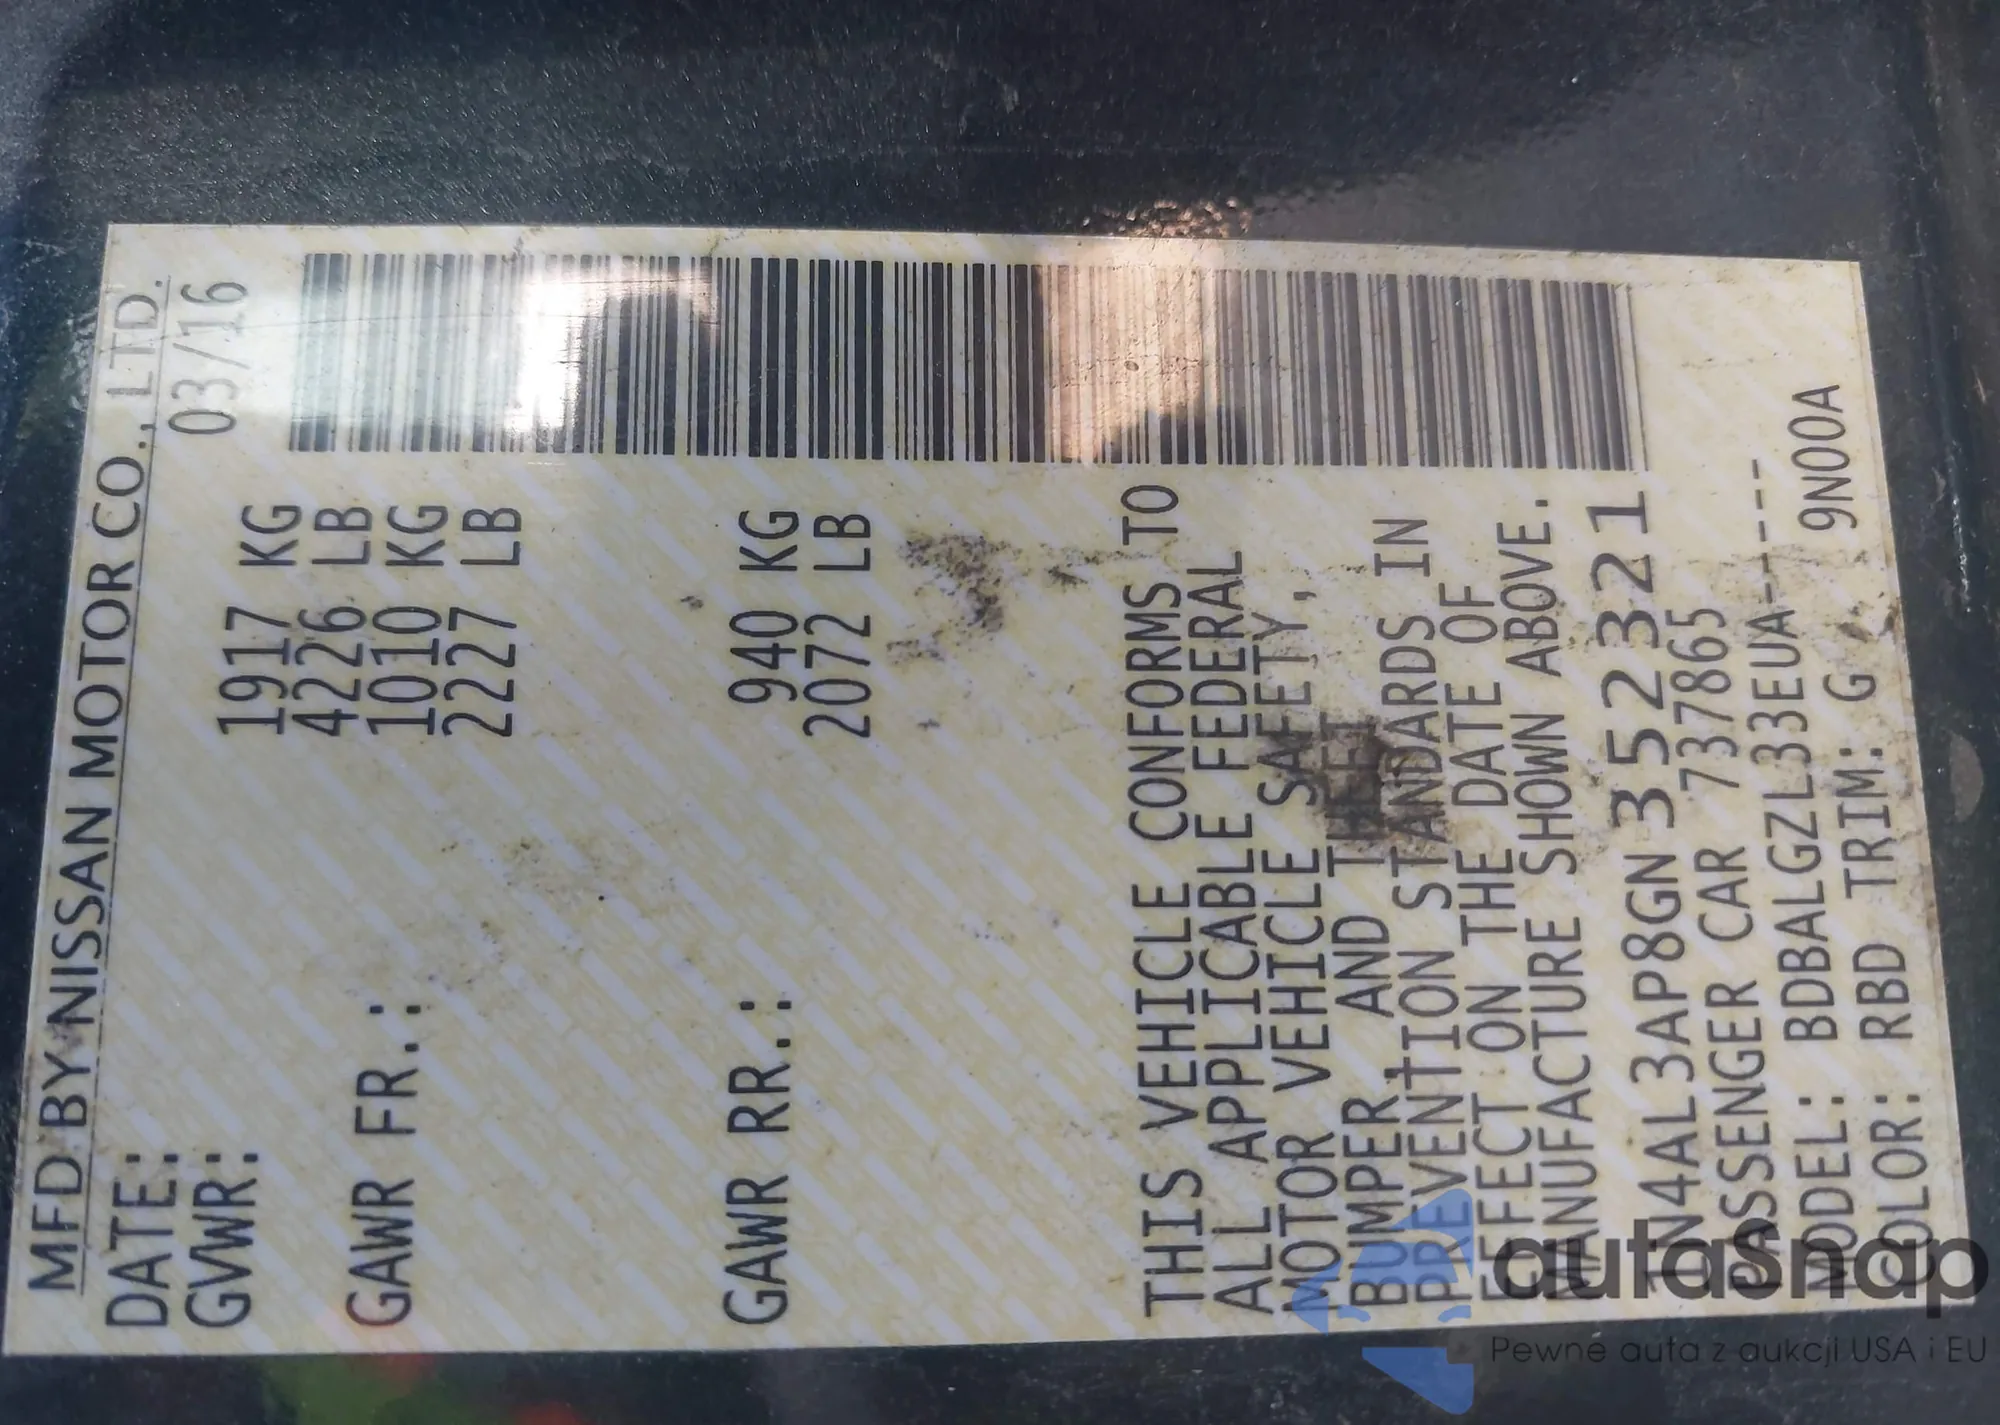 MFD BY NISSAN MOTOR CO., LTD.
DATE: 03/16
GVWR: 1917 KG
4226 LB
GAWR FR.: 1010 KG
2227 LB
GAWR RR.: 940 KG
2072 LB
THIS VEHICLE CONFORMS TO
ALL APPLICABLE FEDERAL
MOTOR VEHICLE SAFETY,
BUMPER, AND THEFT
PREVENTION STANDARDS IN
EFFECT ON THE DATE OF
MANUFACTURE SHOWN ABOVE.
1N4AL3AP8GN352321
PASSENGER CAR 737865
MODEL: BDBALGZL33EUA-----
COLOR: RBD TRIM: G 9N00A
autaSnap
Pewne auta z aukcji USA i EU